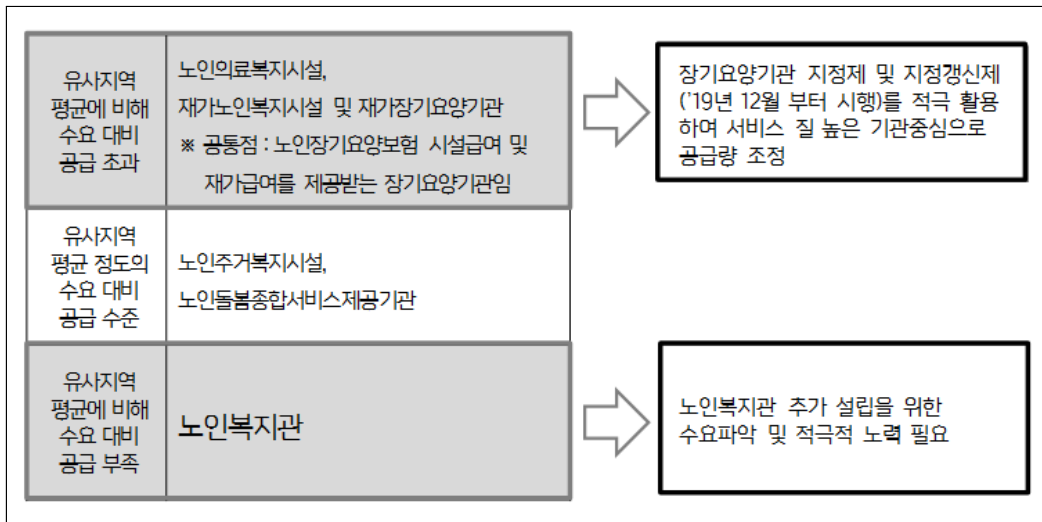 유사지역
평균에 비해
수요 대비
공급 초과
노인의료복지시설,
재가노인복지시설 및 재가장기요양기관
※ 공통점 : 노인장기요양보험 시설급여 및
재가급여를 제공받는 장기요양기관임
장기요양기관 지정제 및 지정갱신제
('19년 12월 부터 시행)를 적극 활용
하여 서비스 질 높은 기관중심으로
공급량 조정
유사지역
평균 정도의
수요 대비
공급 수준
노인주거복지시설,
노인돌봄종합서비스제공기관
유사지역
평균에 비해
수요 대비
공급 부족
노인복지관
노인복지관 추가 설립을 위한
수요파악 및 적극적 노력 필요